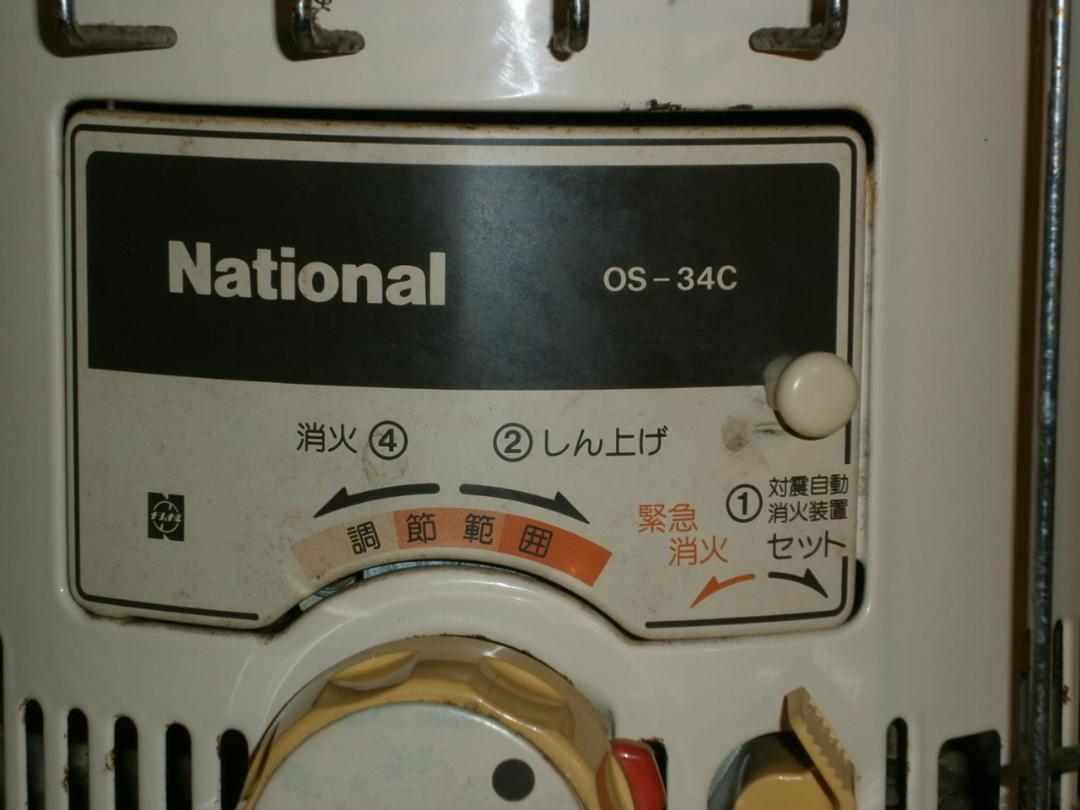 National
OS-34C
消火④
②しん上げ
調節範囲
緊急
消火
①対震自動
消火装置
セット